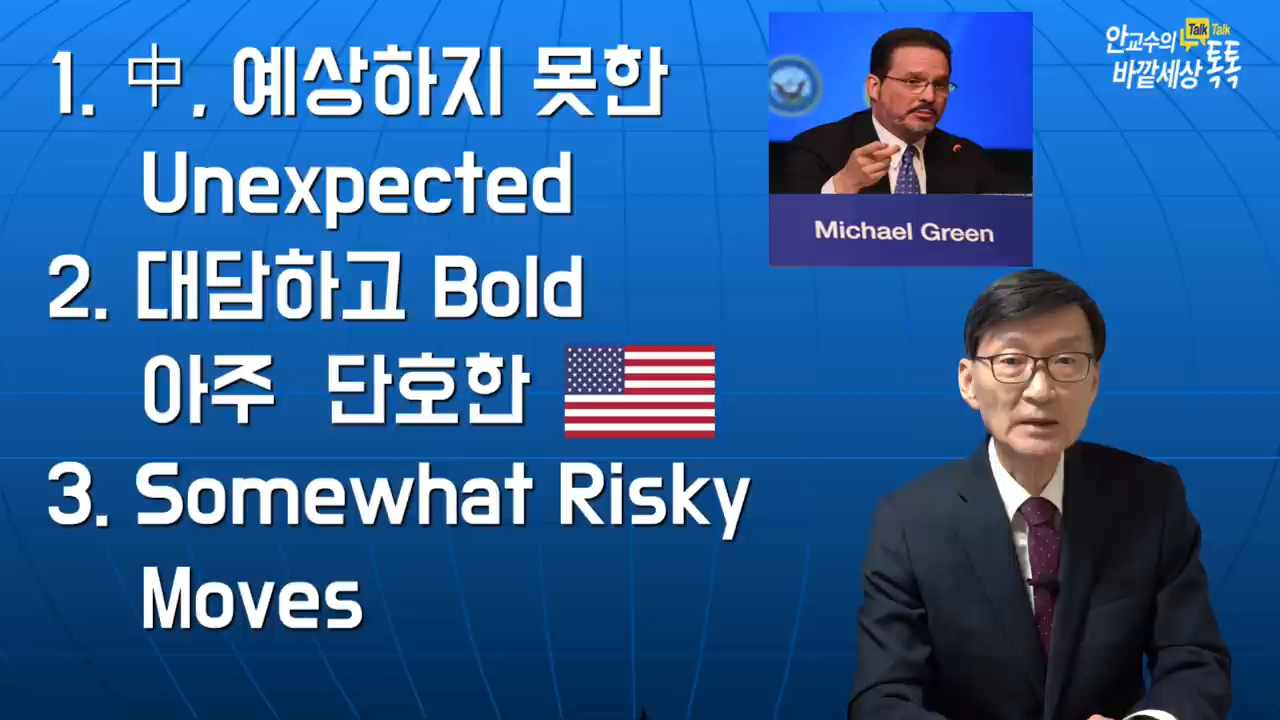 1. 中, 예상하지 못한
Unexpected
2. 대담하고 Bold
아주 단호한
3. Somewhat Risky
Moves
Michael Green
안교수의 Talk Talk
바깥세상 톡톡